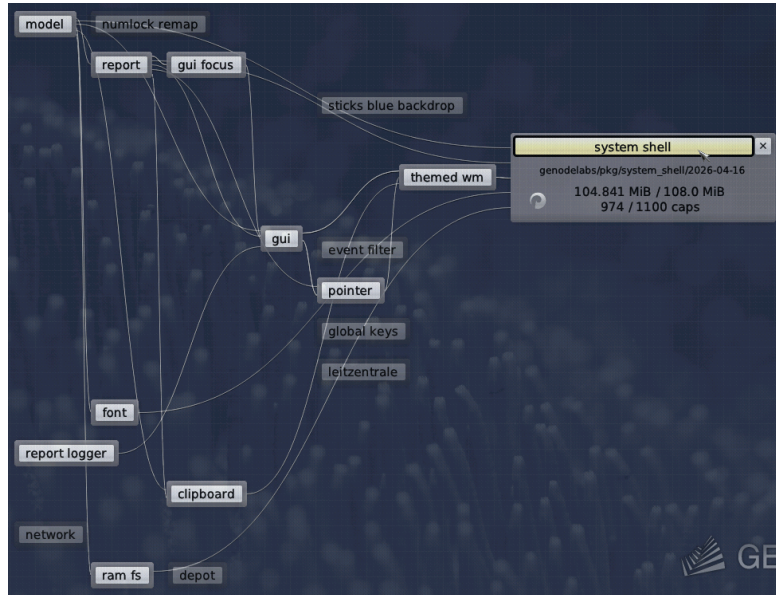 model
numlock remap
report
gui focus
sticks blue backdrop
system shell
genodelabs/pkg/system_shell/2026-04-16
104.841 MiB / 108.0 MiB
974 / 1100 caps
themed wm
gui
event filter
pointer
global keys
leitzentrale
font
report logger
clipboard
network
ram fs
depot
GE